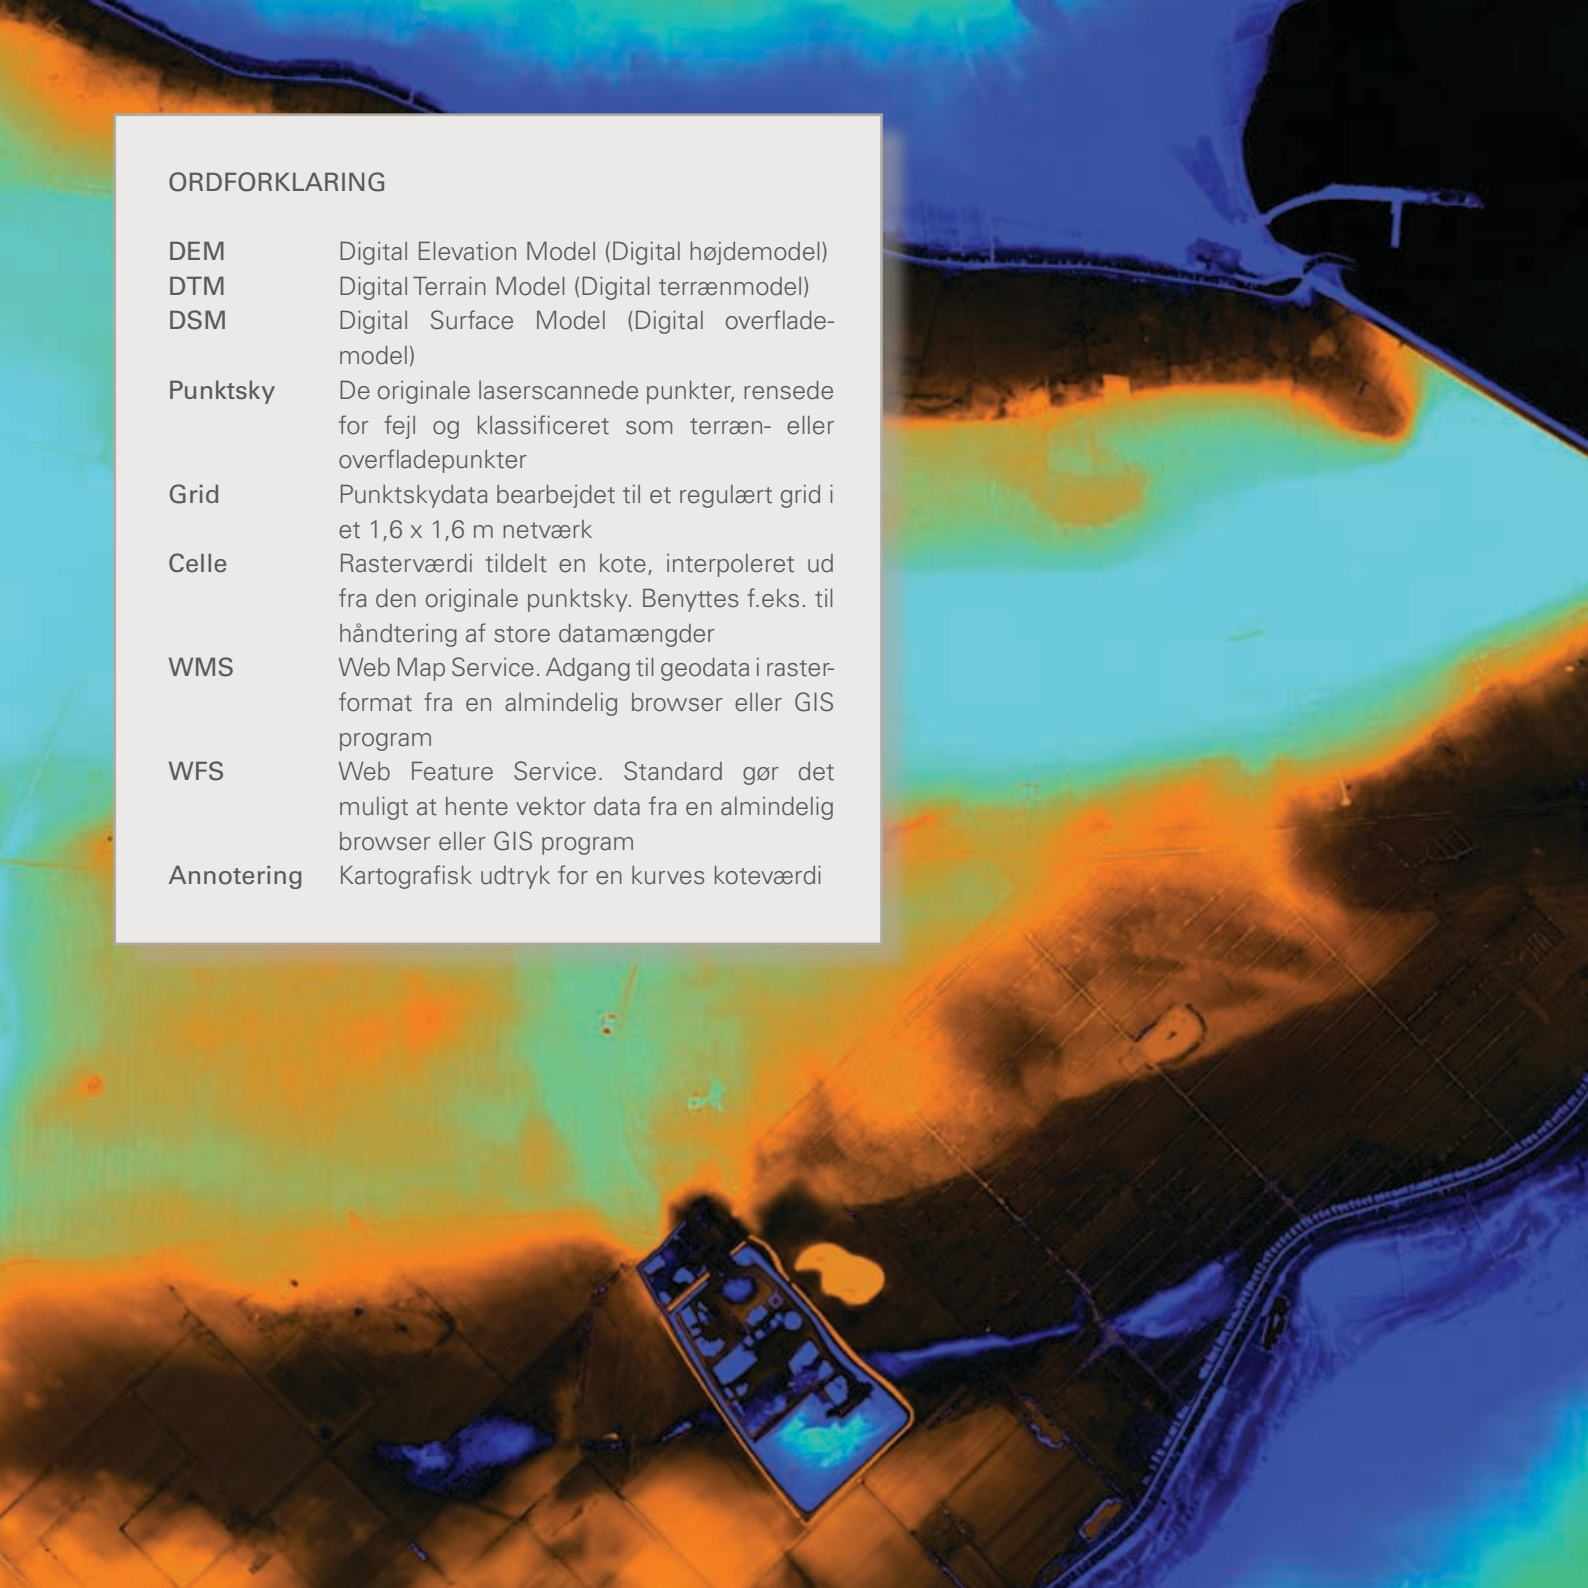 ORDFORKLARING
DEM Digital Elevation Model (Digital højdemodel)
DTM Digital Terrain Model (Digital terrænmodel)
DSM Digital Surface Model (Digital overflade-
model)
Punktsky De originale laserscannede punkter, rensede
for fejl og klassificeret som terræn- eller
overfladepunkter
Grid Punktskydata bearbejdet til et regulært grid i
et 1,6 x 1,6 m netværk
Celle Rasterværdi tildelt en kote, interpoleret ud
fra den originale punktsky. Benyttes f.eks. til
håndtering af store datamængder
WMS Web Map Service. Adgang til geodata i raster-
format fra en almindelig browser eller GIS
program
WFS Web Feature Service. Standard gør det
muligt at hente vektor data fra en almindelig
browser eller GIS program
Annotering Kartografisk udtryk for en kurves koteværdi